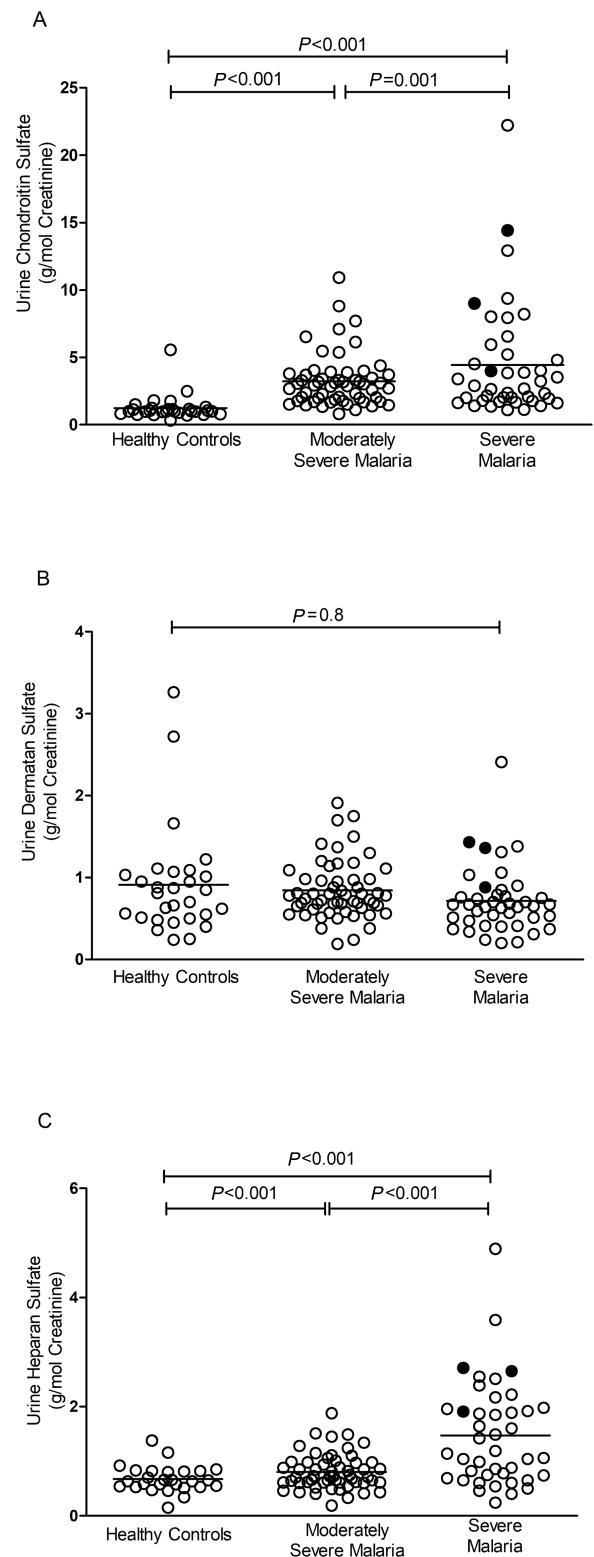 A
P<0.001
P<0.001
P=0.001
Urine Chondroitin Sulfate
(g/mol Creatinine)
25
20
15
10
5
0
Healthy Controls
Moderately
Severe Malaria
Severe
Malaria
B
P=0.8
Urine Dermatan Sulfate
(g/mol Creatinine)
4
3
2
1
0
Healthy Controls
Moderately
Severe Malaria
Severe
Malaria
C
P<0.001
P<0.001
P<0.001
Urine Heparan Sulfate
(g/mol Creatinine)
6
4
2
0
Healthy Controls
Moderately
Severe Malaria
Severe
Malaria